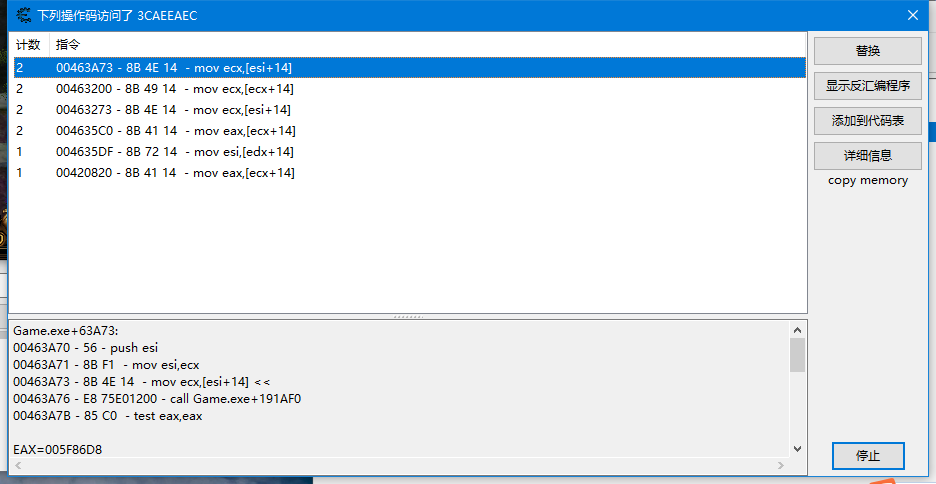 下列操作码访问了 3CAEEAEC
计数 指令
2 00463A73 - 8B 4E 14 - mov ecx,[esi+14]
2 00463200 - 8B 49 14 - mov ecx,[ecx+14]
2 00463273 - 8B 4E 14 - mov ecx,[esi+14]
2 004635C0 - 8B 41 14 - mov eax,[ecx+14]
1 004635DF - 8B 72 14 - mov esi,[edx+14]
1 00420820 - 8B 41 14 - mov eax,[ecx+14]
替换
显示反汇编程序
添加到代码表
详细信息
copy memory
Game.exe+63A73:
00463A70 - 56 - push esi
00463A71 - 8B F1 - mov esi,ecx
00463A73 - 8B 4E 14 - mov ecx,[esi+14] <<
00463A76 - E8 75E01200 - call Game.exe+191AF0
00463A7B - 85 C0 - test eax,eax
EAX=005F86D8
停止